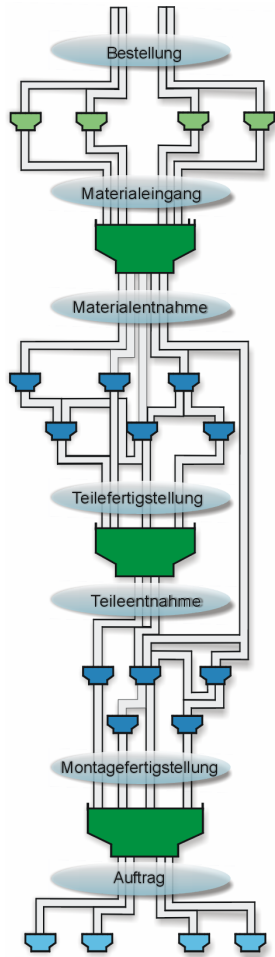 Bestellung
Materialeingang
Materialentnahme
Teilefertigstellung
Teileentnahme
Montagefertigstellung
Auftrag